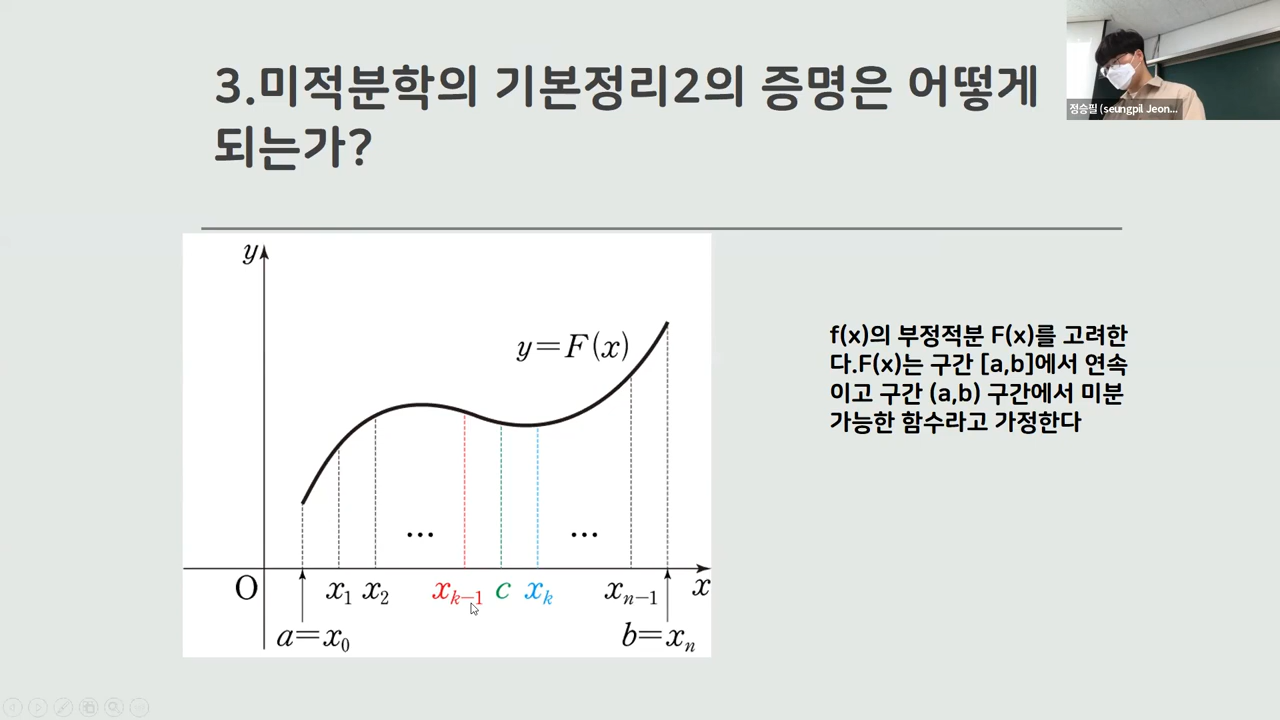 3.미적분학의 기본정리2의 증명은 어떻게
되는가?
정승필 (seungpil Jeon...
y
y=F(x)
f(x)의 부정적분 F(x)를 고려한
다.F(x)는 구간 [a,b]에서 연속
이고 구간 (a,b) 구간에서 미분
가능한 함수라고 가정한다
... ...
O x₁ x₂ xₖ₋₁ c xₖ xₙ₋₁ x
a=x₀ b=xₙ